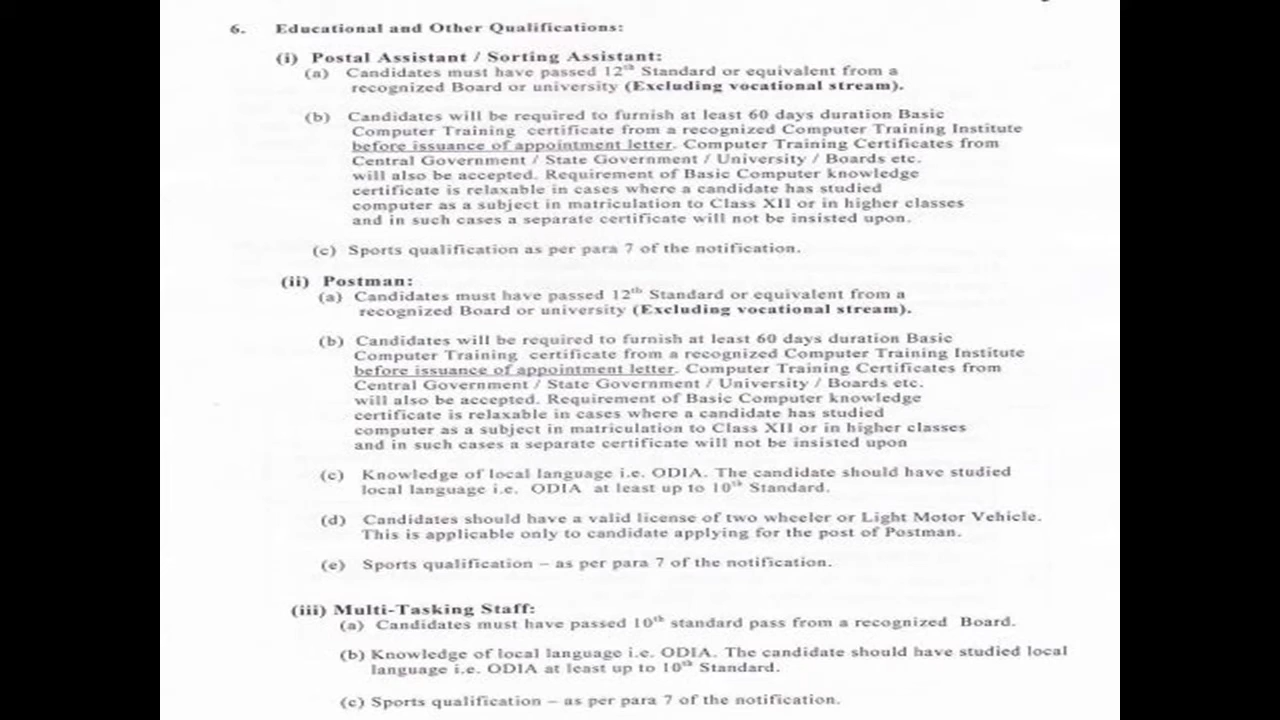 6. Educational and Other Qualifications:
(i) Postal Assistant / Sorting Assistant:
(a) Candidates must have passed 12th Standard or equivalent from a
recognized Board or university (Excluding vocational stream).
(b) Candidates will be required to furnish at least 60 days duration Basic
Computer Training certificate from a recognized Computer Training Institute
before issuance of appointment letter. Computer Training Certificates from
Central Government / State Government / University / Boards etc.
will also be accepted. Requirement of Basic Computer knowledge
certificate is relaxable in cases where a candidate has studied
computer as a subject in matriculation to Class XII or in higher classes
and in such cases a separate certificate will not be insisted upon.
(c) Sports qualification as per para 7 of the notification.
(ii) Postman:
(a) Candidates must have passed 12th Standard or equivalent from a
recognized Board or university (Excluding vocational stream).
(b) Candidates will be required to furnish at least 60 days duration Basic
Computer Training certificate from a recognized Computer Training Institute
before issuance of appointment letter. Computer Training Certificates from
Central Government / State Government / University / Boards etc.
will also be accepted. Requirement of Basic Computer knowledge
certificate is relaxable in cases where a candidate has studied
computer as a subject in matriculation to Class XII or in higher classes
and in such cases a separate certificate will not be insisted upon
(c) Knowledge of local language i.e. ODIA. The candidate should have studied
local language i.e. ODIA at least up to 10th Standard.
(d) Candidates should have a valid license of two wheeler or Light Motor Vehicle.
This is applicable only to candidate applying for the post of Postman.
(e) Sports qualification – as per para 7 of the notification.
(iii) Multi-Tasking Staff:
(a) Candidates must have passed 10th standard pass from a recognized Board.
(b) Knowledge of local language i.e. ODIA. The candidate should have studied local
language i.e. ODIA at least up to 10th Standard.
(c) Sports qualification – as per para 7 of the notification.